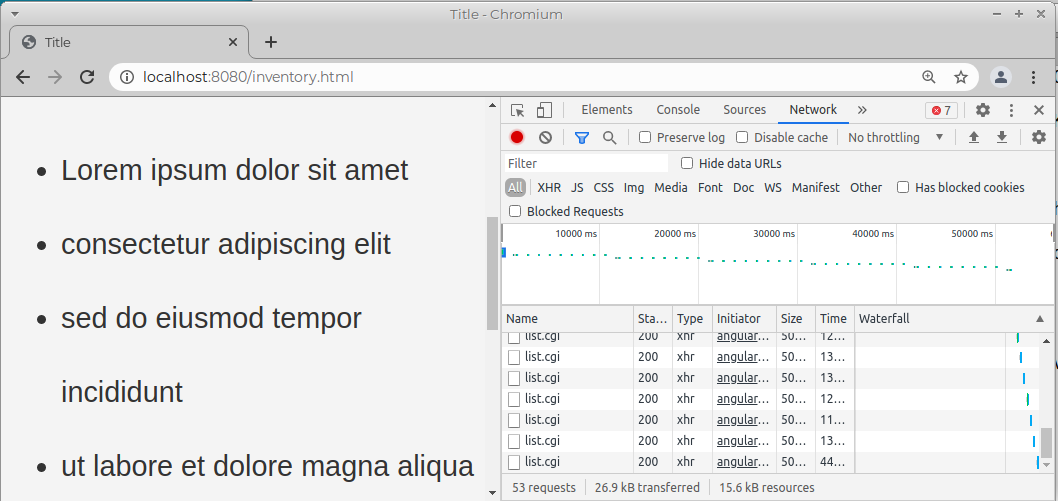 Title - Chromium
Title
localhost:8080/inventory.html
Lorem ipsum dolor sit amet
consectetur adipiscing elit
sed do eiusmod tempor
incididunt
ut labore et dolore magna aliqua
Elements Console Sources Network 7
Preserve log Disable cache No throttling
Filter Hide data URLs
All XHR JS CSS Img Media Font Doc WS Manifest Other Has blocked cookies
Blocked Requests
10000 ms 20000 ms 30000 ms 40000 ms 50000 ms
Name Sta… Type Initiator Size Time Waterfall
list.cgi 200 xhr angular… 50… 12…
list.cgi 200 xhr angular… 50… 13…
list.cgi 200 xhr angular… 50… 13…
list.cgi 200 xhr angular… 50… 12…
list.cgi 200 xhr angular… 50… 11…
list.cgi 200 xhr angular… 50… 13…
list.cgi 200 xhr angular… 50… 44…
53 requests 26.9 kB transferred 15.6 kB resources